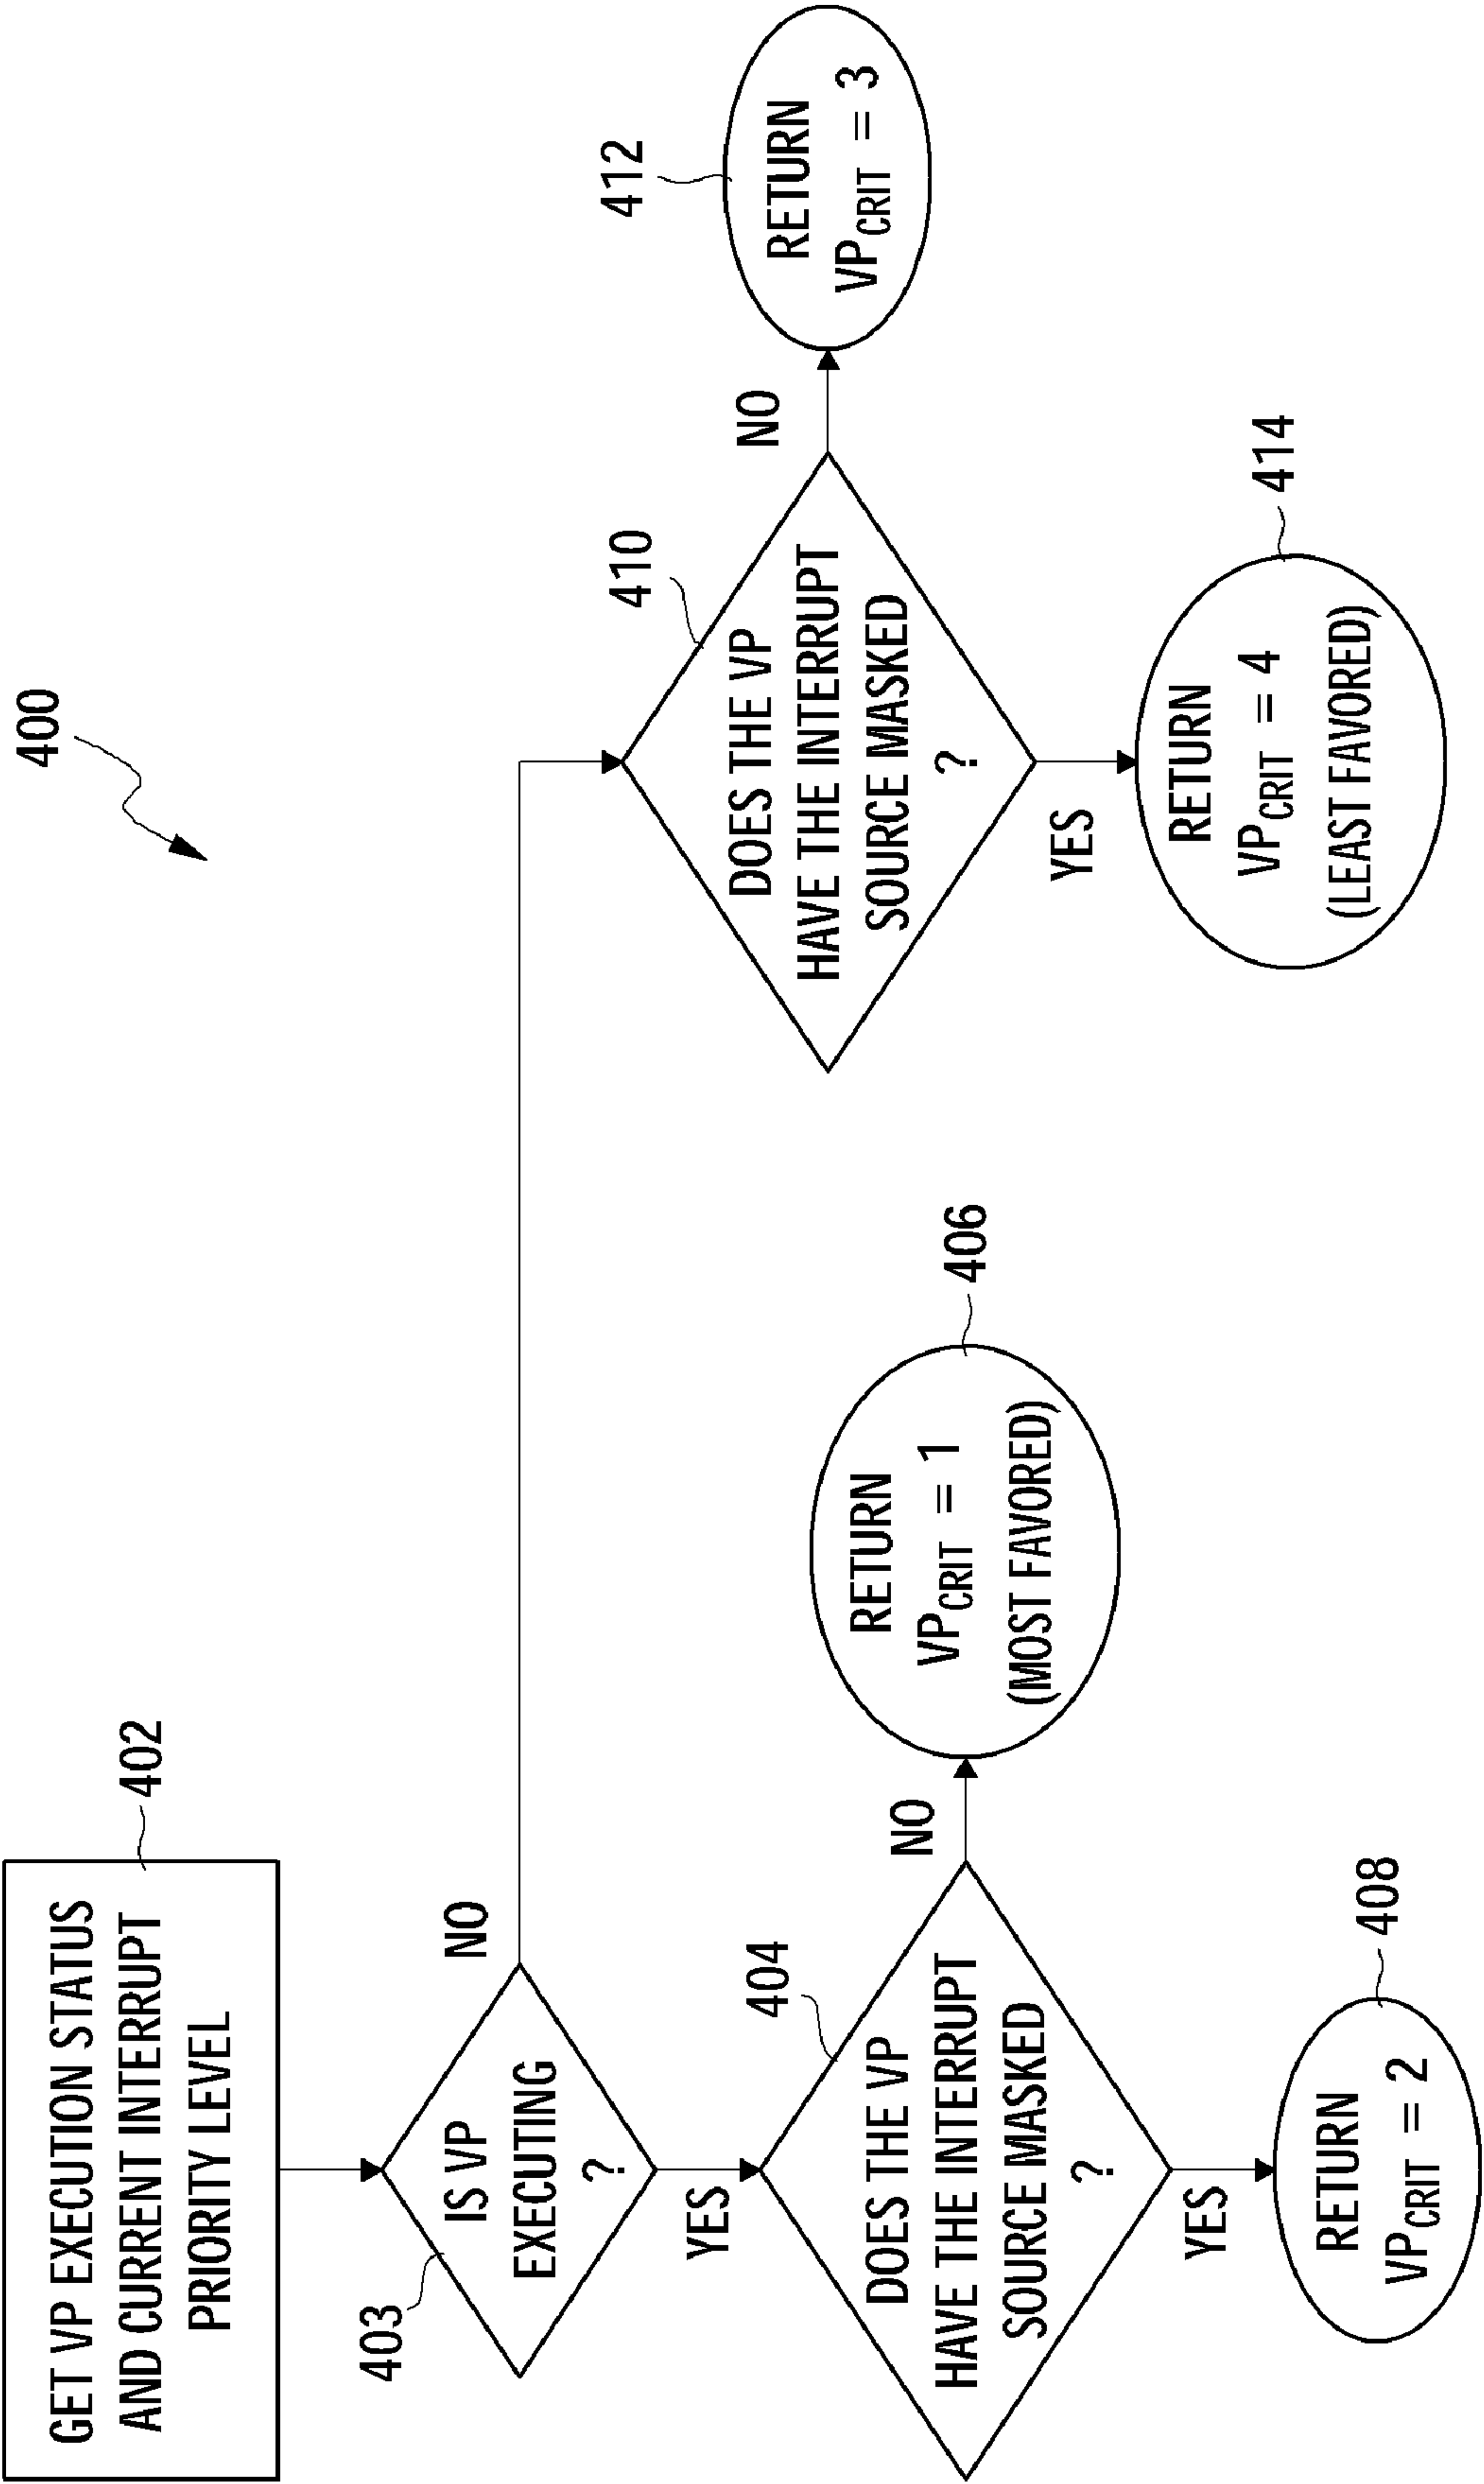 400
GET VP EXECUTION STATUS
AND CURRENT INTERRUPT
PRIORITY LEVEL
402
403
IS VP
EXECUTING
?
NO
YES
404
DOES THE VP
HAVE THE INTERRUPT
SOURCE MASKED
?
NO
406
RETURN
VPCRIT = 1
(MOST FAVORED)
YES
408
RETURN
VPCRIT = 2
410
DOES THE VP
HAVE THE INTERRUPT
SOURCE MASKED
?
NO
412
RETURN
VPCRIT = 3
YES
414
RETURN
VPCRIT = 4
(LEAST FAVORED)